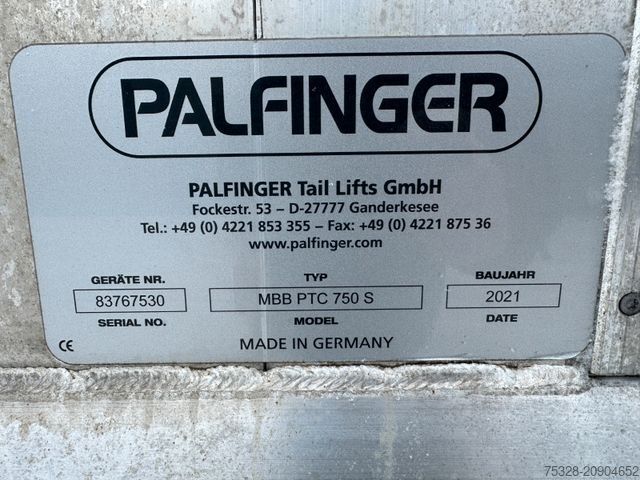 PALFINGER
PALFINGER Tail Lifts GmbH
Fockestr. 53 – D-27777 Ganderkesee
Tel.: +49 (0) 4221 853 355 – Fax: +49 (0) 4221 875 36
www.palfinger.com
GERÄTE NR. TYP BAUJAHR
83767530 MBB PTC 750 S 2021
SERIAL NO. MODEL DATE
CE MADE IN GERMANY
75328-20904652